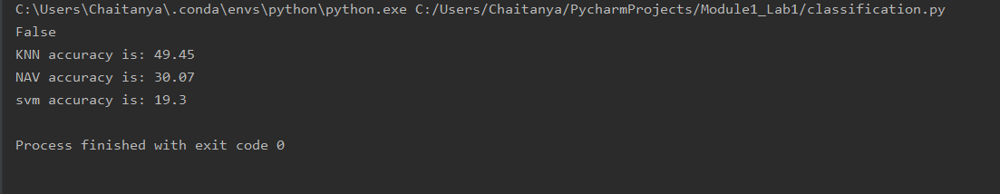 C:\Users\Chaitanya\.conda\envs\python\python.exe C:/Users/Chaitanya/PycharmProjects/Module1_Lab1/classification.py
False
KNN accuracy is: 49.45
NAV accuracy is: 30.07
svm accuracy is: 19.3
Process finished with exit code 0